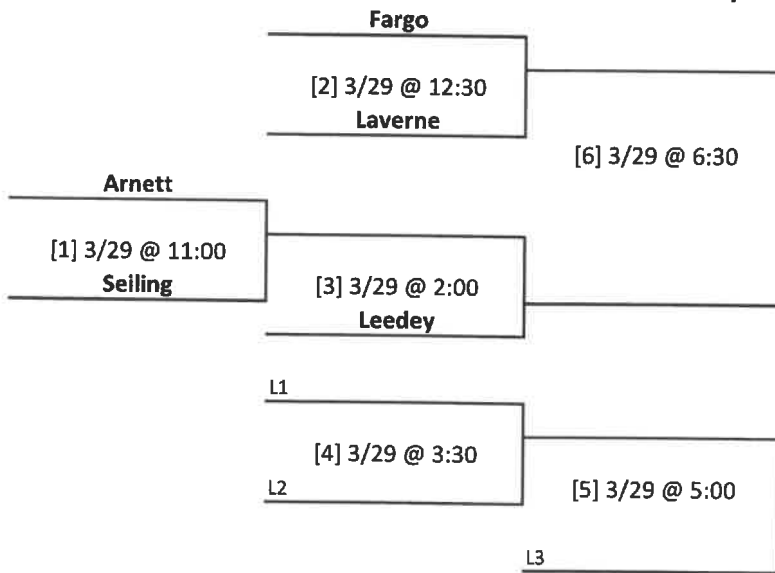 Fargo
[2] 3/29 @ 12:30
Laverne
[6] 3/29 @ 6:30
Arnett
[1] 3/29 @ 11:00
Seiling
[3] 3/29 @ 2:00
Leedey
L1
[4] 3/29 @ 3:30
L2
[5] 3/29 @ 5:00
L3